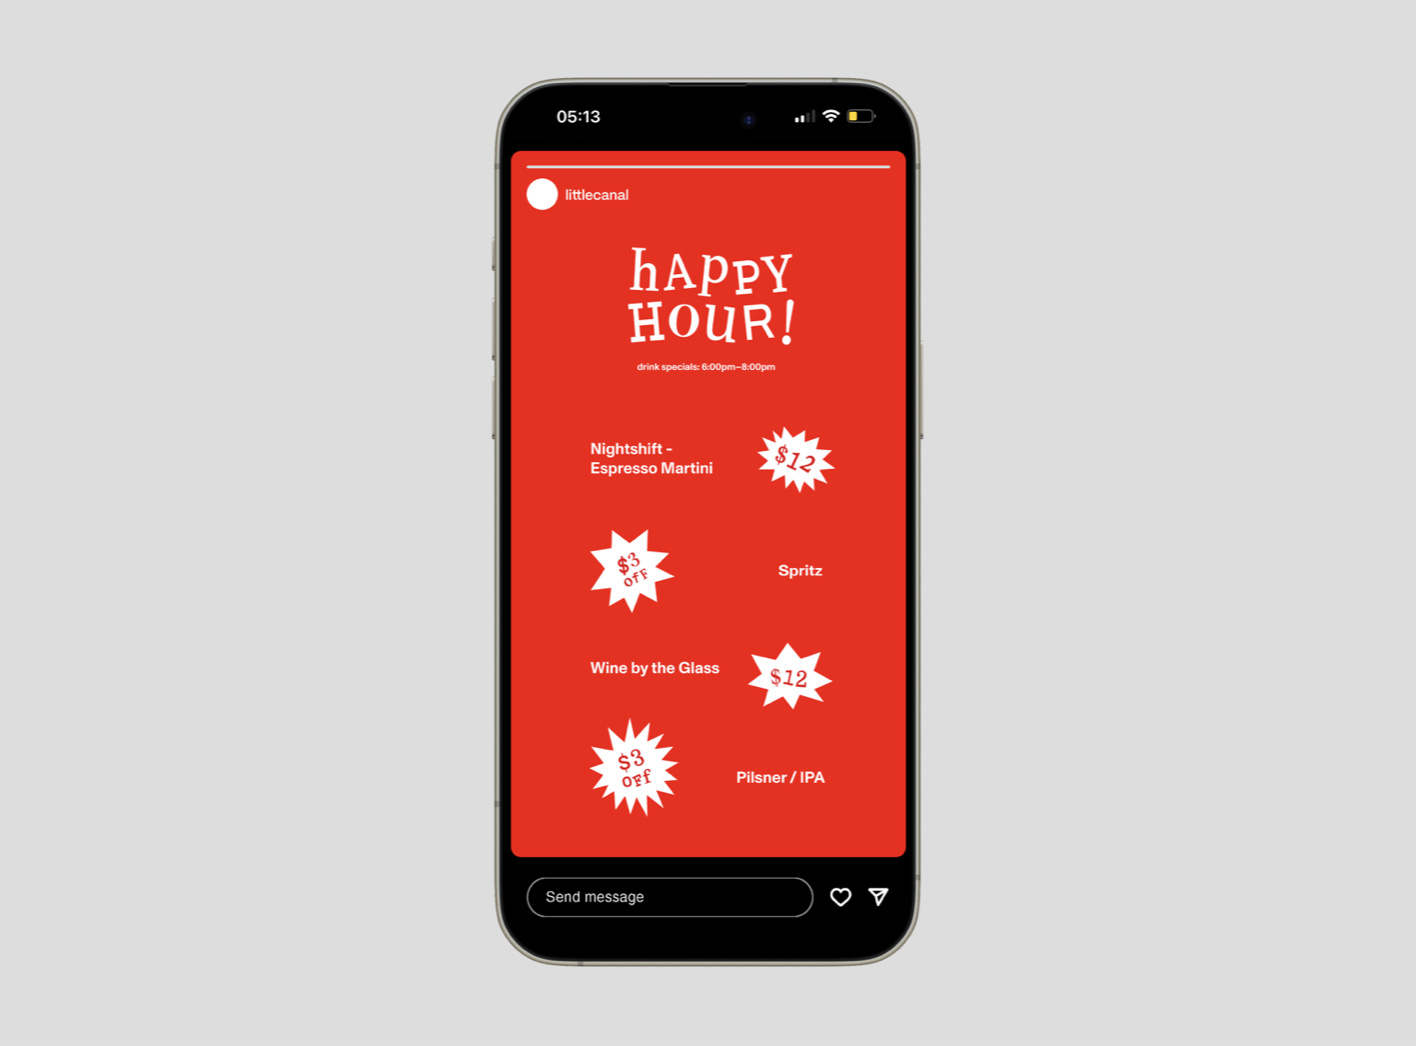 05:13
littlecanal
hAPPY
HOUR!
drink specials: 6:00pm–8:00pm
Nightshift -
Espresso Martini
$12
$3
OfF
Spritz
Wine by the Glass
$12
$3
OFf
Pilsner / IPA
Send message